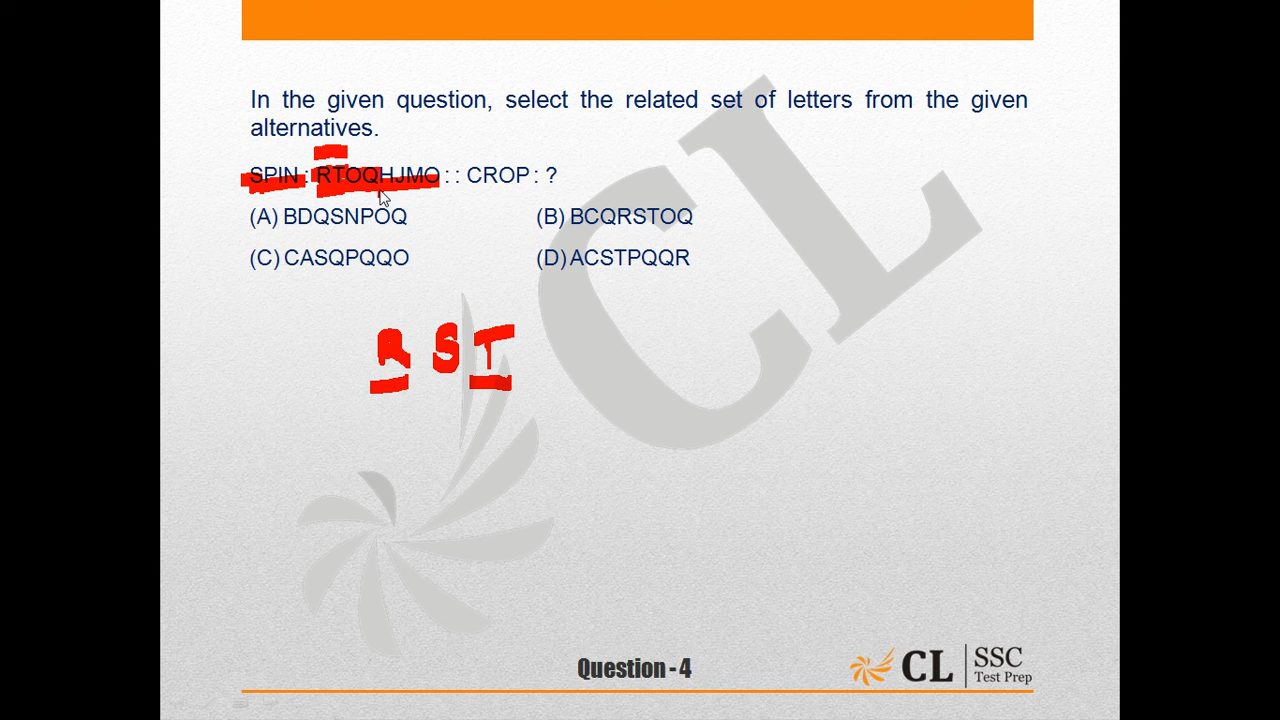 In the given question, select the related set of letters from the given
alternatives.
SPIN : RTOQHJMO : : CROP : ?
(A) BDQSNPOQ (B) BCQRSTOQ
(C) CASQPQQO (D) ACSTPQQR
R S T
CL
Question - 4
CL SSC
Test Prep